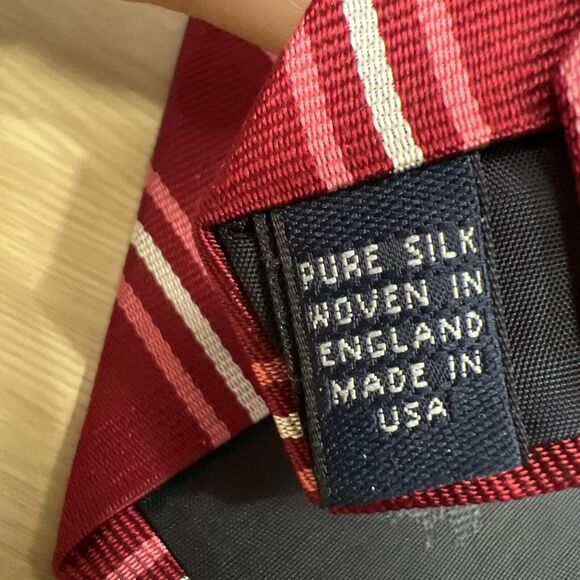 PURE SILK
WOVEN IN
ENGLAND
MADE IN
USA